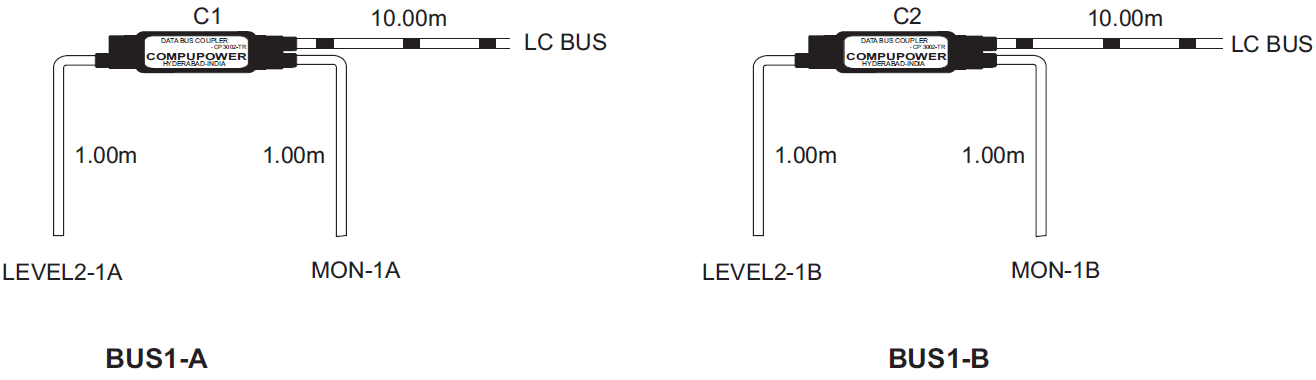 C1
10.00m
DATA BUS COUPLER
- CP 3002-TR
COMPUPOWER
HYDERABAD-INDIA
LC BUS
1.00m
1.00m
LEVEL2-1A
MON-1A
BUS1-A
C2
10.00m
DATA BUS COUPLER
- CP 3002-TR
COMPUPOWER
HYDERABAD-INDIA
LC BUS
1.00m
1.00m
LEVEL2-1B
MON-1B
BUS1-B